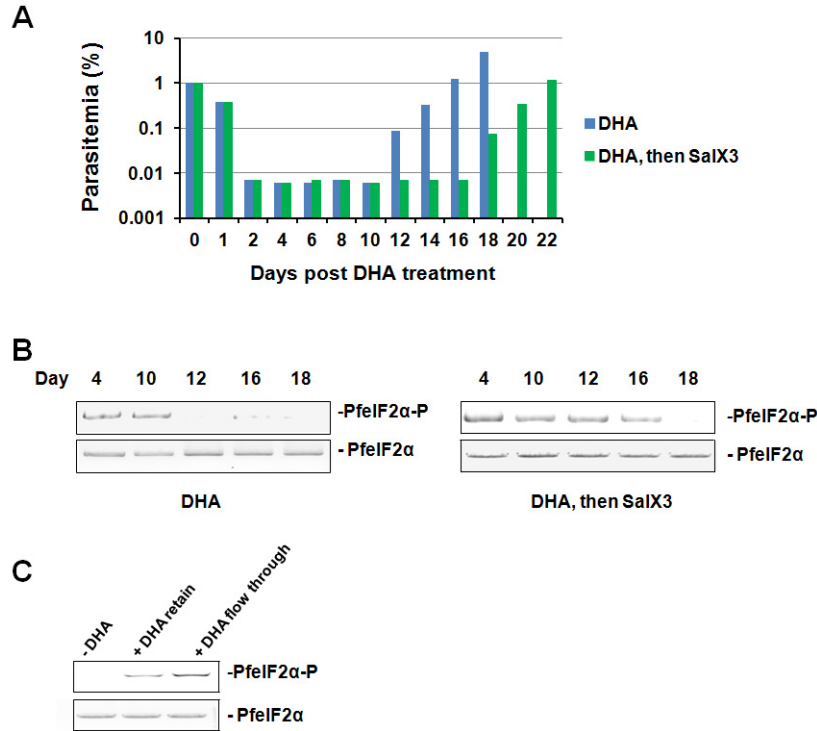 A
Parasitemia (%)
10
1
0.1
0.01
0.001
0 1 2 4 6 8 10 12 14 16 18 20 22
Days post DHA treatment
DHA
DHA, then SalX3
B
Day 4 10 12 16 18
-PfeIF2α-P
- PfeIF2α
DHA
4 10 12 16 18
-PfeIF2α-P
- PfeIF2α
DHA, then SalX3
C
- DHA
+ DHA retain
+ DHA flow through
-PfeIF2α-P
- PfeIF2α